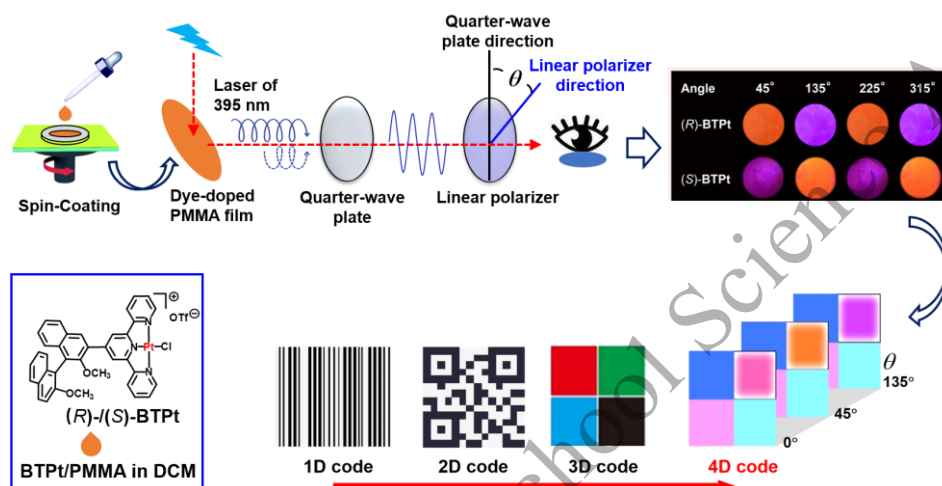 Quarter-wave
plate direction
θ
Linear polarizer
direction
Laser of
395 nm
Spin-Coating
Dye-doped
PMMA film
Quarter-wave
plate
Linear polarizer
Angle 45° 135° 225° 315°
(R)-BTPt
(S)-BTPt
⊕
OTf⊖
N
N Pt Cl
N
OCH₃
OCH₃
(R)-/(S)-BTPt
BTPt/PMMA in DCM
1D code
2D code
3D code
4D code
0°
45°
θ
135°